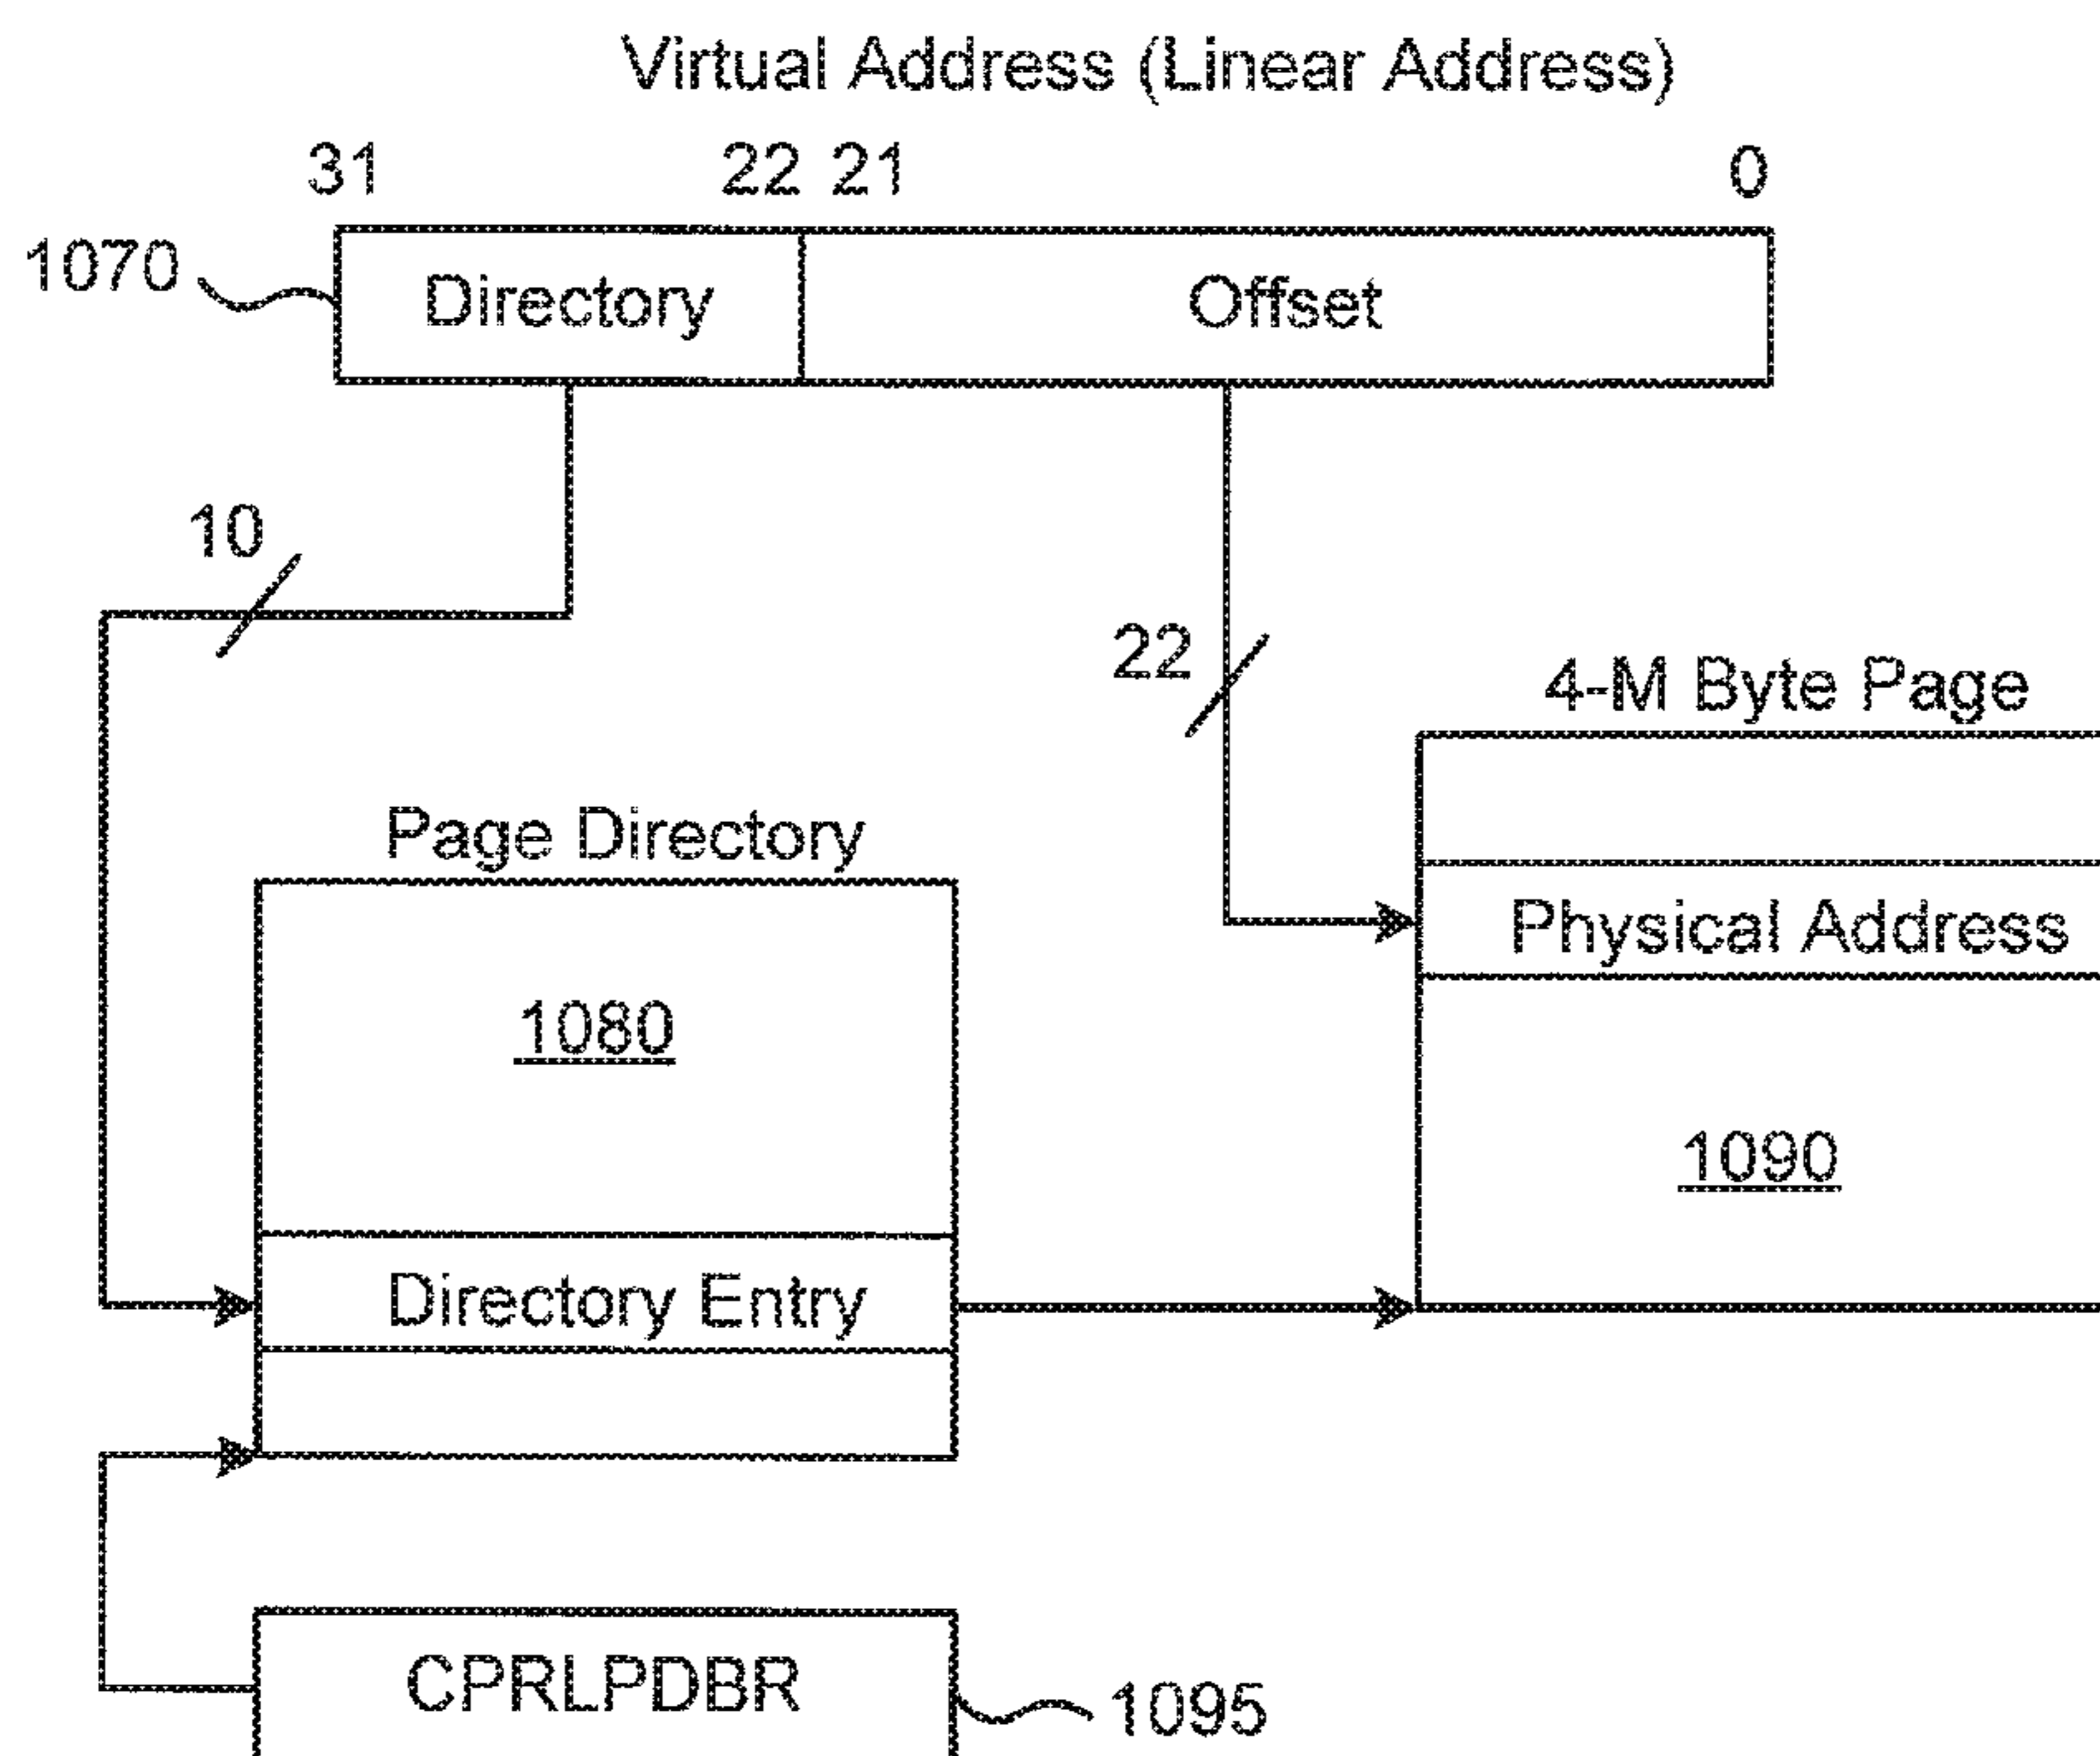 Virtual Address (Linear Address)
31 22 21 0
1070
Directory Offset
10
22
4-M Byte Page
Page Directory
Physical Address
1080
1090
Directory Entry
CPRLPDBR
1095